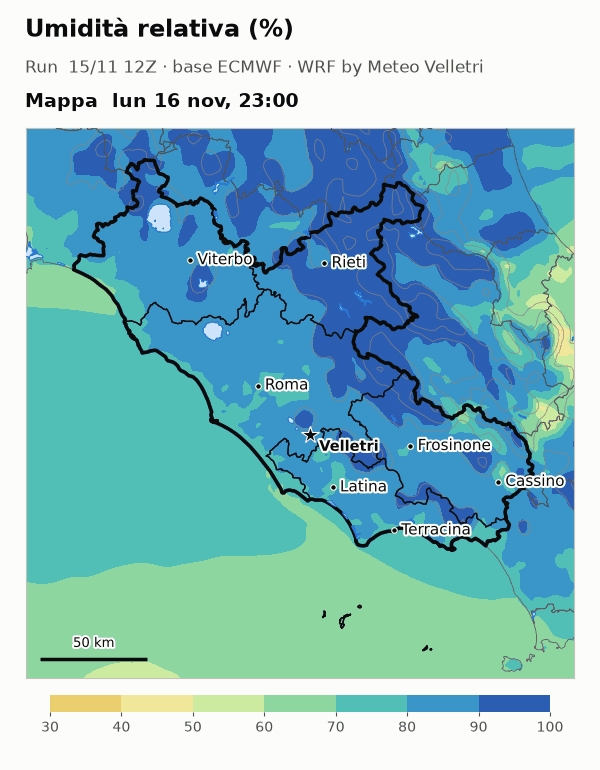 Umidità relativa (%)
Run  15/11 12Z · base ECMWF · WRF by Meteo Velletri
Mappa  lun 16 nov, 23:00
Viterbo
Rieti
Roma
Velletri
Frosinone
Latina
Cassino
Terracina
50 km
30 40 50 60 70 80 90 100